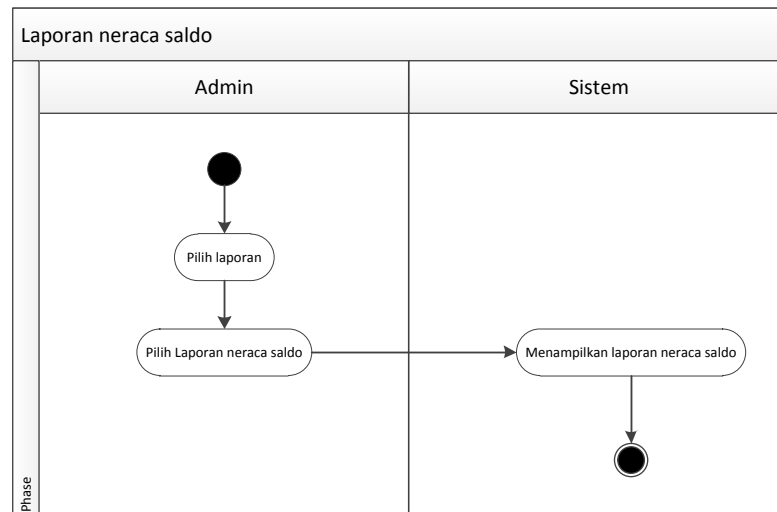 Laporan neraca saldo
Admin
Sistem
Pilih laporan
Pilih Laporan neraca saldo
Menampilkan laporan neraca saldo
Phase